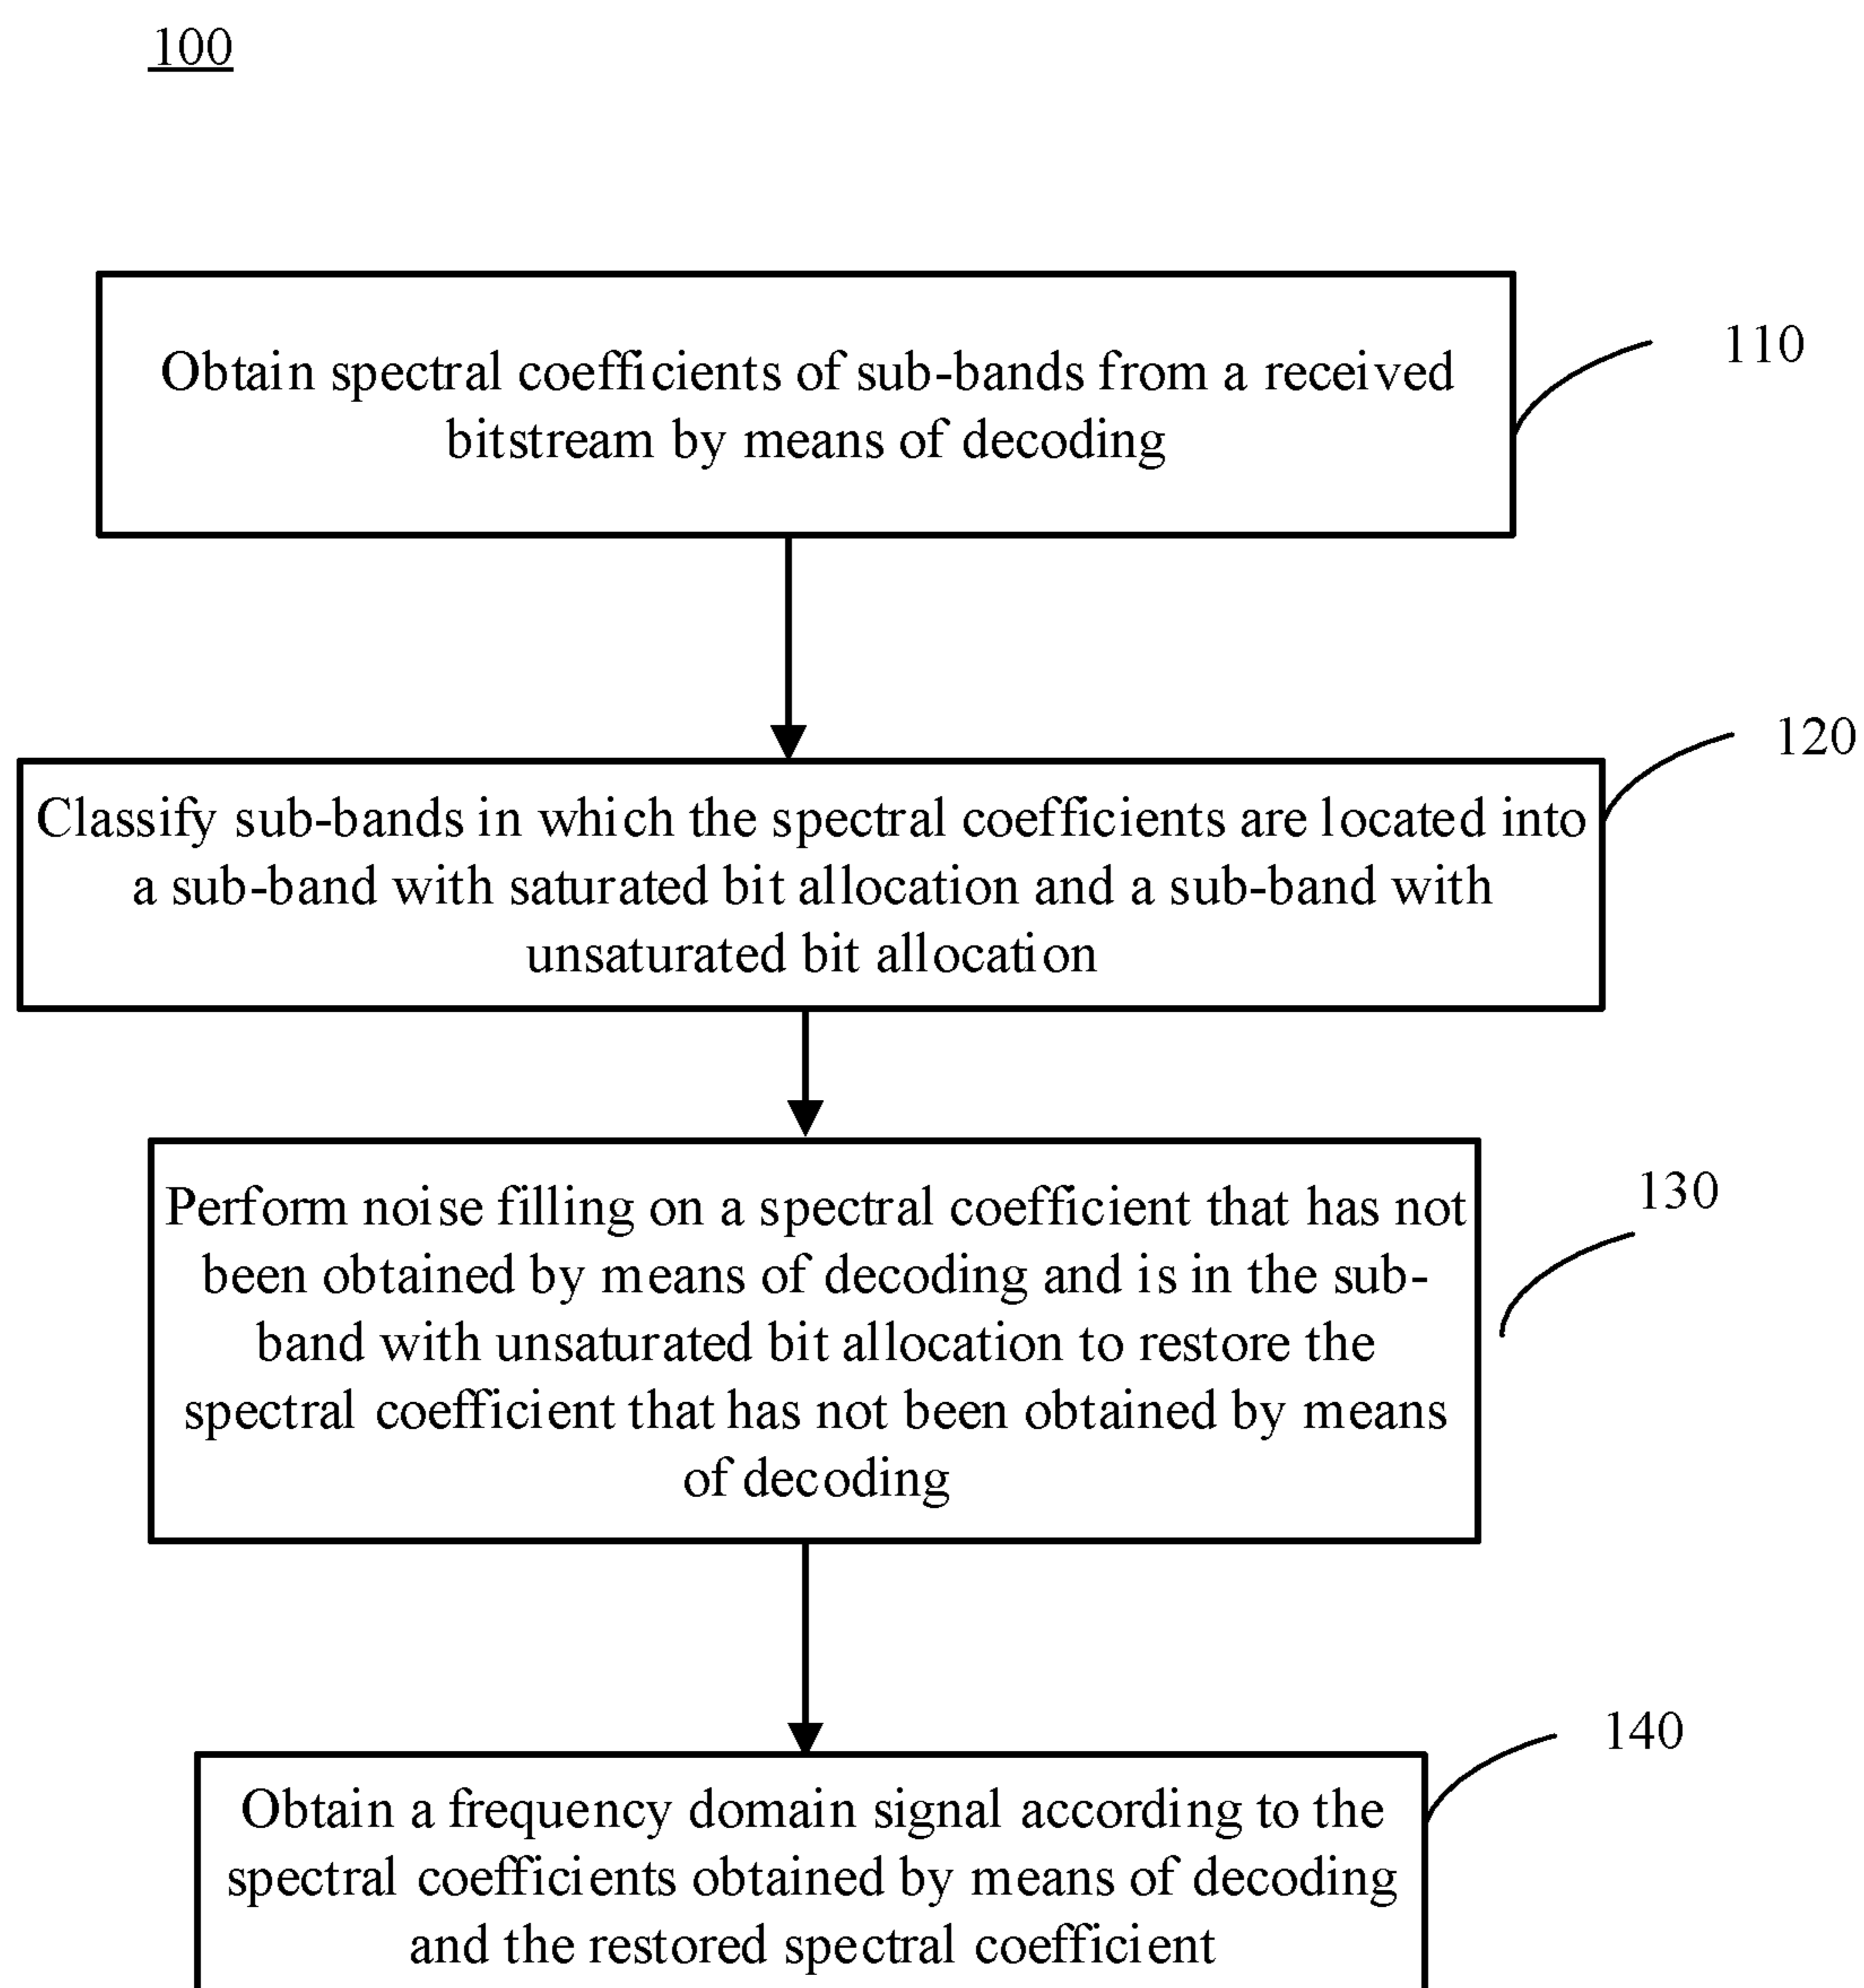 100
Obtain spectral coefficients of sub-bands from a received
bitstream by means of decoding
110
Classify sub-bands in which the spectral coefficients are located into
a sub-band with saturated bit allocation and a sub-band with
unsaturated bit allocation
120
Perform noise filling on a spectral coefficient that has not
been obtained by means of decoding and is in the sub-
band with unsaturated bit allocation to restore the
spectral coefficient that has not been obtained by means
of decoding
130
Obtain a frequency domain signal according to the
spectral coefficients obtained by means of decoding
and the restored spectral coefficient
140